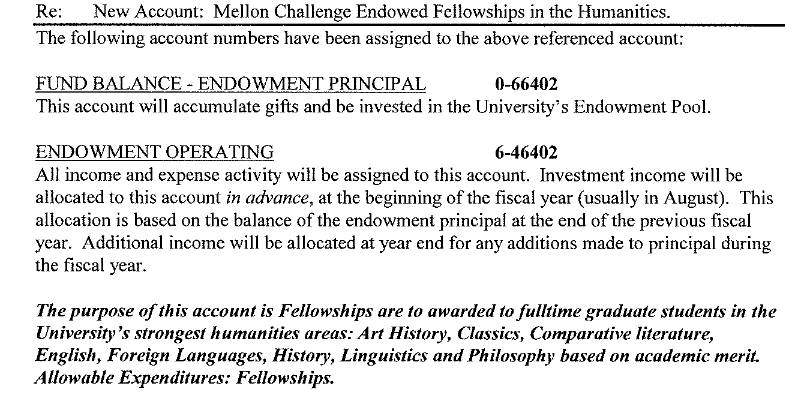 Re: New Account: Mellon Challenge Endowed Fellowships in the Humanities.
The following account numbers have been assigned to the above referenced account:
FUND BALANCE - ENDOWMENT PRINCIPAL 0-66402
This account will accumulate gifts and be invested in the University's Endowment Pool.
ENDOWMENT OPERATING 6-46402
All income and expense activity will be assigned to this account. Investment income will be
allocated to this account in advance, at the beginning of the fiscal year (usually in August). This
allocation is based on the balance of the endowment principal at the end of the previous fiscal
year. Additional income will be allocated at year end for any additions made to principal during
the fiscal year.
The purpose of this account is Fellowships are to awarded to fulltime graduate students in the
University's strongest humanities areas: Art History, Classics, Comparative literature,
English, Foreign Languages, History, Linguistics and Philosophy based on academic merit.
Allowable Expenditures: Fellowships.